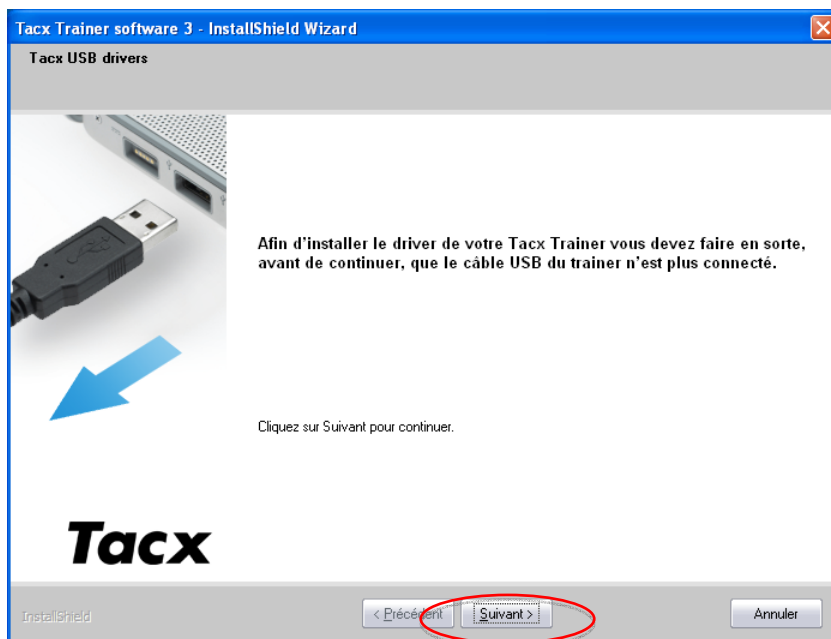 Tacx Trainer software 3 - InstallShield Wizard
Tacx USB drivers
Afin d'installer le driver de votre Tacx Trainer vous devez faire en sorte,
avant de continuer, que le câble USB du trainer n'est plus connecté.
Cliquez sur Suivant pour continuer.
Tacx
InstallShield
< Précédent
Suivant >
Annuler